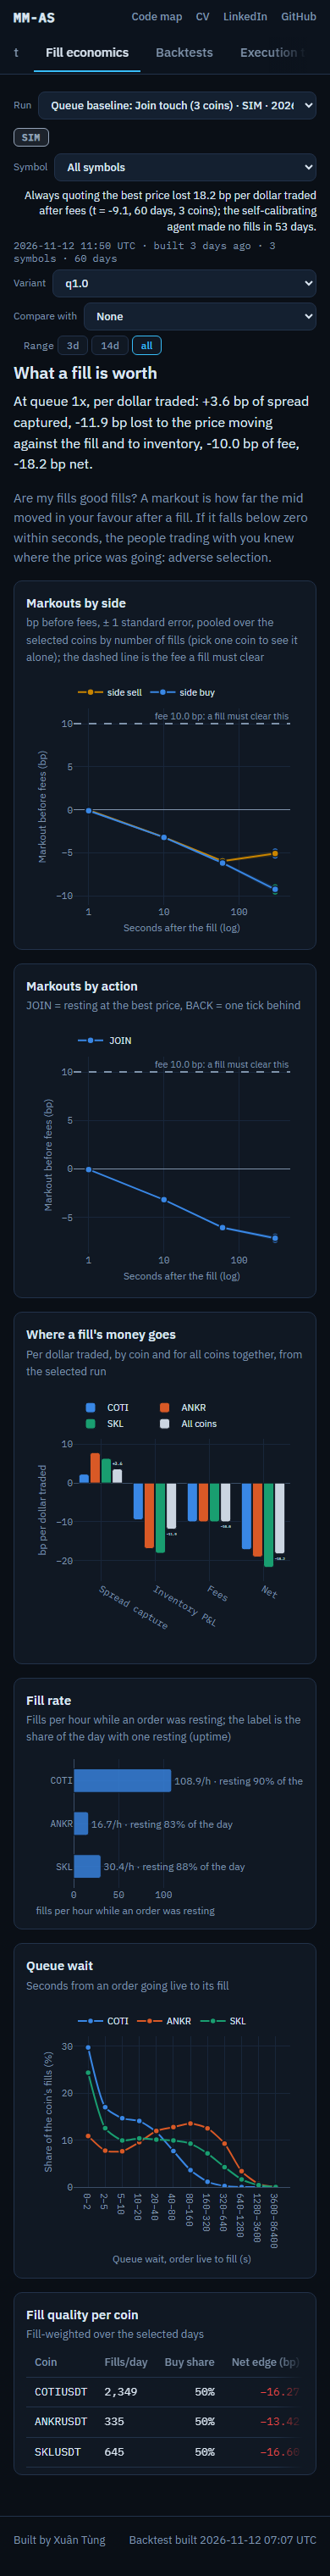 MM-AS Code map CV LinkedIn GitHub
t Fill economics Backtests Execution
Run Queue baseline: Join touch (3 coins) · SIM · 2026
SIM
Symbol All symbols
Always quoting the best price lost 18.2 bp per dollar traded
after fees (t = -9.1, 60 days, 3 coins); the self-calibrating
agent made no fills in 53 days.
2026-11-12 11:50 UTC · built 3 days ago · 3
symbols · 60 days
Variant q1.0
Compare with None
Range 3d 14d all
What a fill is worth
At queue 1x, per dollar traded: +3.6 bp of spread
captured, -11.9 bp lost to the price moving
against the fill and to inventory, -10.0 bp of fee,
-18.2 bp net.
Are my fills good fills? A markout is how far the mid
moved in your favour after a fill. If it falls below zero
within seconds, the people trading with you knew
where the price was going: adverse selection.
Markouts by side
bp before fees, ± 1 standard error, pooled over the
selected coins by number of fills (pick one coin to see it
alone); the dashed line is the fee a fill must clear
side sell side buy
fee 10.0 bp: a fill must clear this
10
5
0
−5
−10
Markout before fees (bp)
1 10 100
Seconds after the fill (log)
Markouts by action
JOIN = resting at the best price, BACK = one tick behind
JOIN
fee 10.0 bp: a fill must clear this
10
5
0
−5
Markout before fees (bp)
1 10 100
Seconds after the fill (log)
Where a fill's money goes
Per dollar traded, by coin and for all coins together, from
the selected run
COTI ANKR
SKL All coins
10
0
−10
−20
bp per dollar traded
+3.6
-11.9
-10.0
-18.2
Spread capture Inventory P&L Fees Net
Fill rate
Fills per hour while an order was resting; the label is the
share of the day with one resting (uptime)
COTI 108.9/h · resting 90% of the
ANKR 16.7/h · resting 83% of the day
SKL 30.4/h · resting 88% of the day
0 50 100
fills per hour while an order was resting
Queue wait
Seconds from an order going live to its fill
COTI ANKR SKL
30
20
10
0
Share of the coin's fills (%)
0-2 2-5 5-10 10-20 20-40 40-80 80-160 160-320 320-640 640-1280 1280-3600 3600-86400
Queue wait, order live to fill (s)
Fill quality per coin
Fill-weighted over the selected days
Coin Fills/day Buy share Net edge (bp)
COTIUSDT 2,349 50% −16.27
ANKRUSDT 335 50% −13.42
SKLUSDT 645 50% −16.60
Built by Xuân Tùng Backtest built 2026-11-12 07:07 UTC